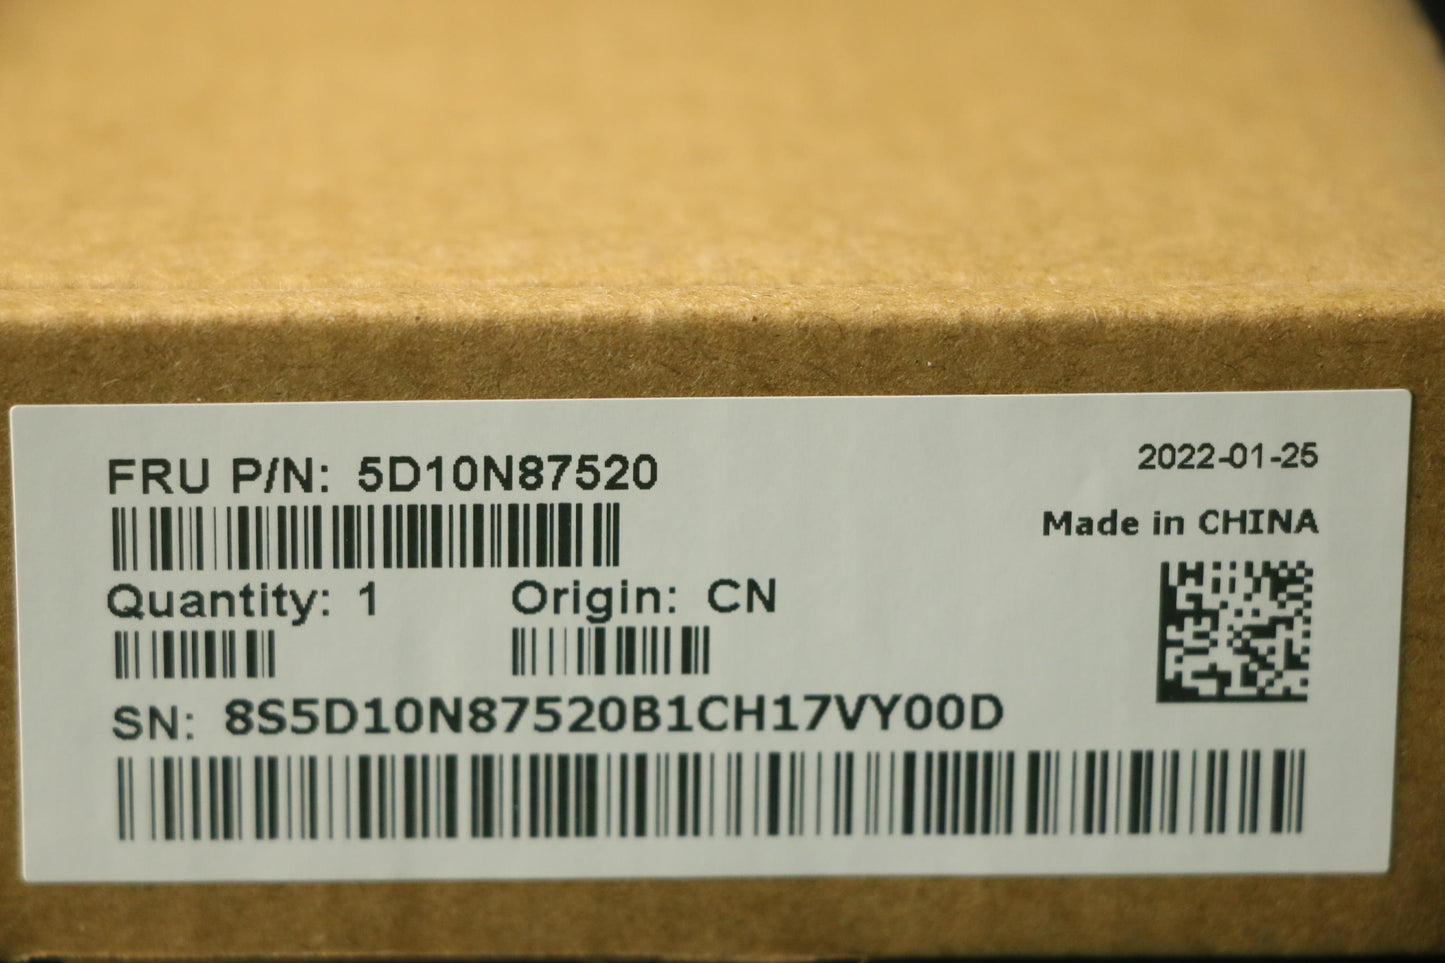 FRU P/N: 5D10N87520
2022-01-25
Made in CHINA
Quantity: 1
Origin: CN
SN: 8S5D10N87520B1CH17VY00D